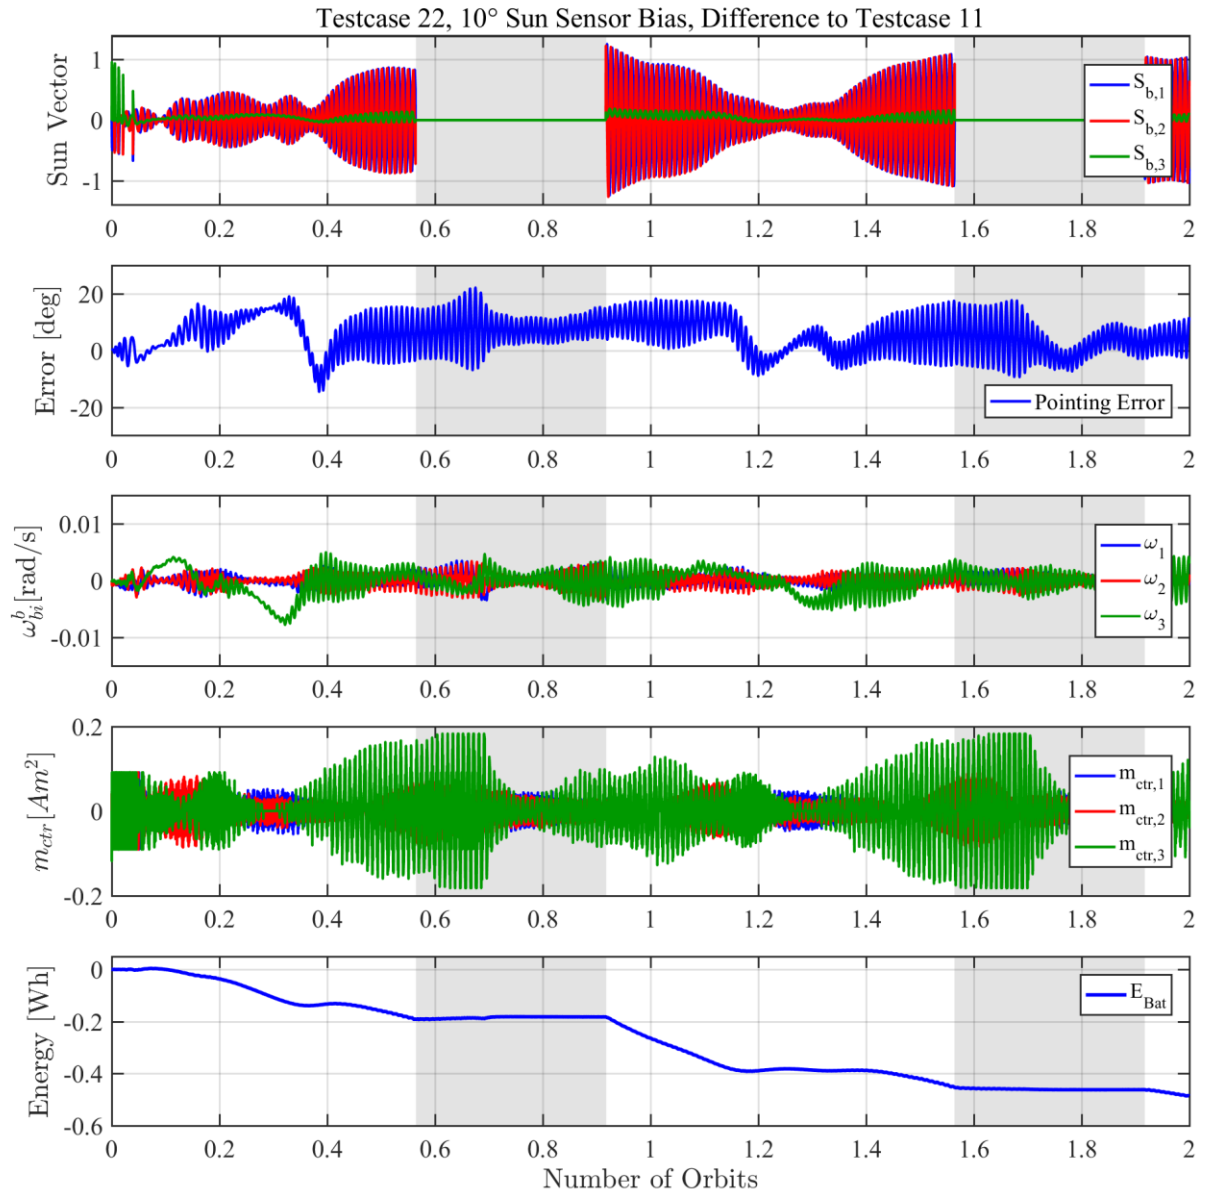 Testcase 22, 10° Sun Sensor Bias, Difference to Testcase 11
Sun Vector
1
0
-1
S_b,1
S_b,2
S_b,3
0 0.2 0.4 0.6 0.8 1 1.2 1.4 1.6 1.8 2
Error [deg]
20
0
-20
Pointing Error
0 0.2 0.4 0.6 0.8 1 1.2 1.4 1.6 1.8 2
ω^b_bi [rad/s]
0.01
0
-0.01
ω_1
ω_2
ω_3
0 0.2 0.4 0.6 0.8 1 1.2 1.4 1.6 1.8 2
m_ctr [Am^2]
0.2
0
-0.2
m_ctr,1
m_ctr,2
m_ctr,3
0 0.2 0.4 0.6 0.8 1 1.2 1.4 1.6 1.8 2
Energy [Wh]
0
-0.2
-0.4
-0.6
E_Bat
0 0.2 0.4 0.6 0.8 1 1.2 1.4 1.6 1.8 2
Number of Orbits